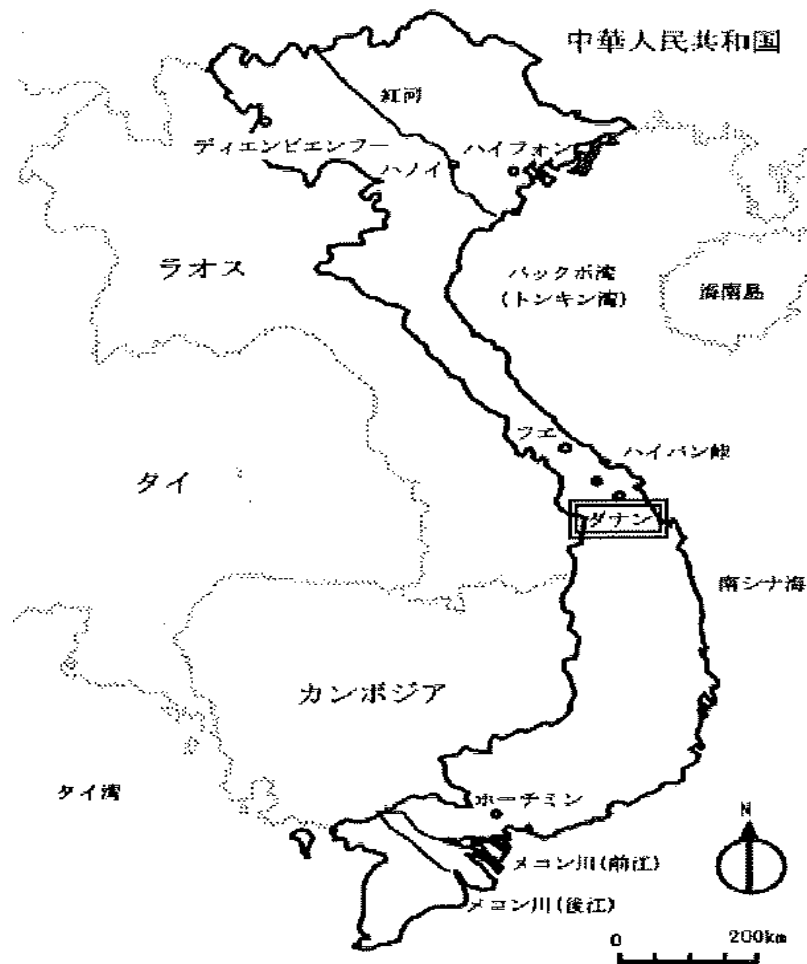 中華人民共和国
紅河
ディエンビエンフー
ハノイ
ハイフォン
ラオス
バックボ湾
(トンキン湾)
海南島
フエ
ハイバン峠
タイ
ダナン
南シナ海
カンボジア
タイ湾
ホーチミン
メコン川(前江)
メコン川(後江)
N
0
200km